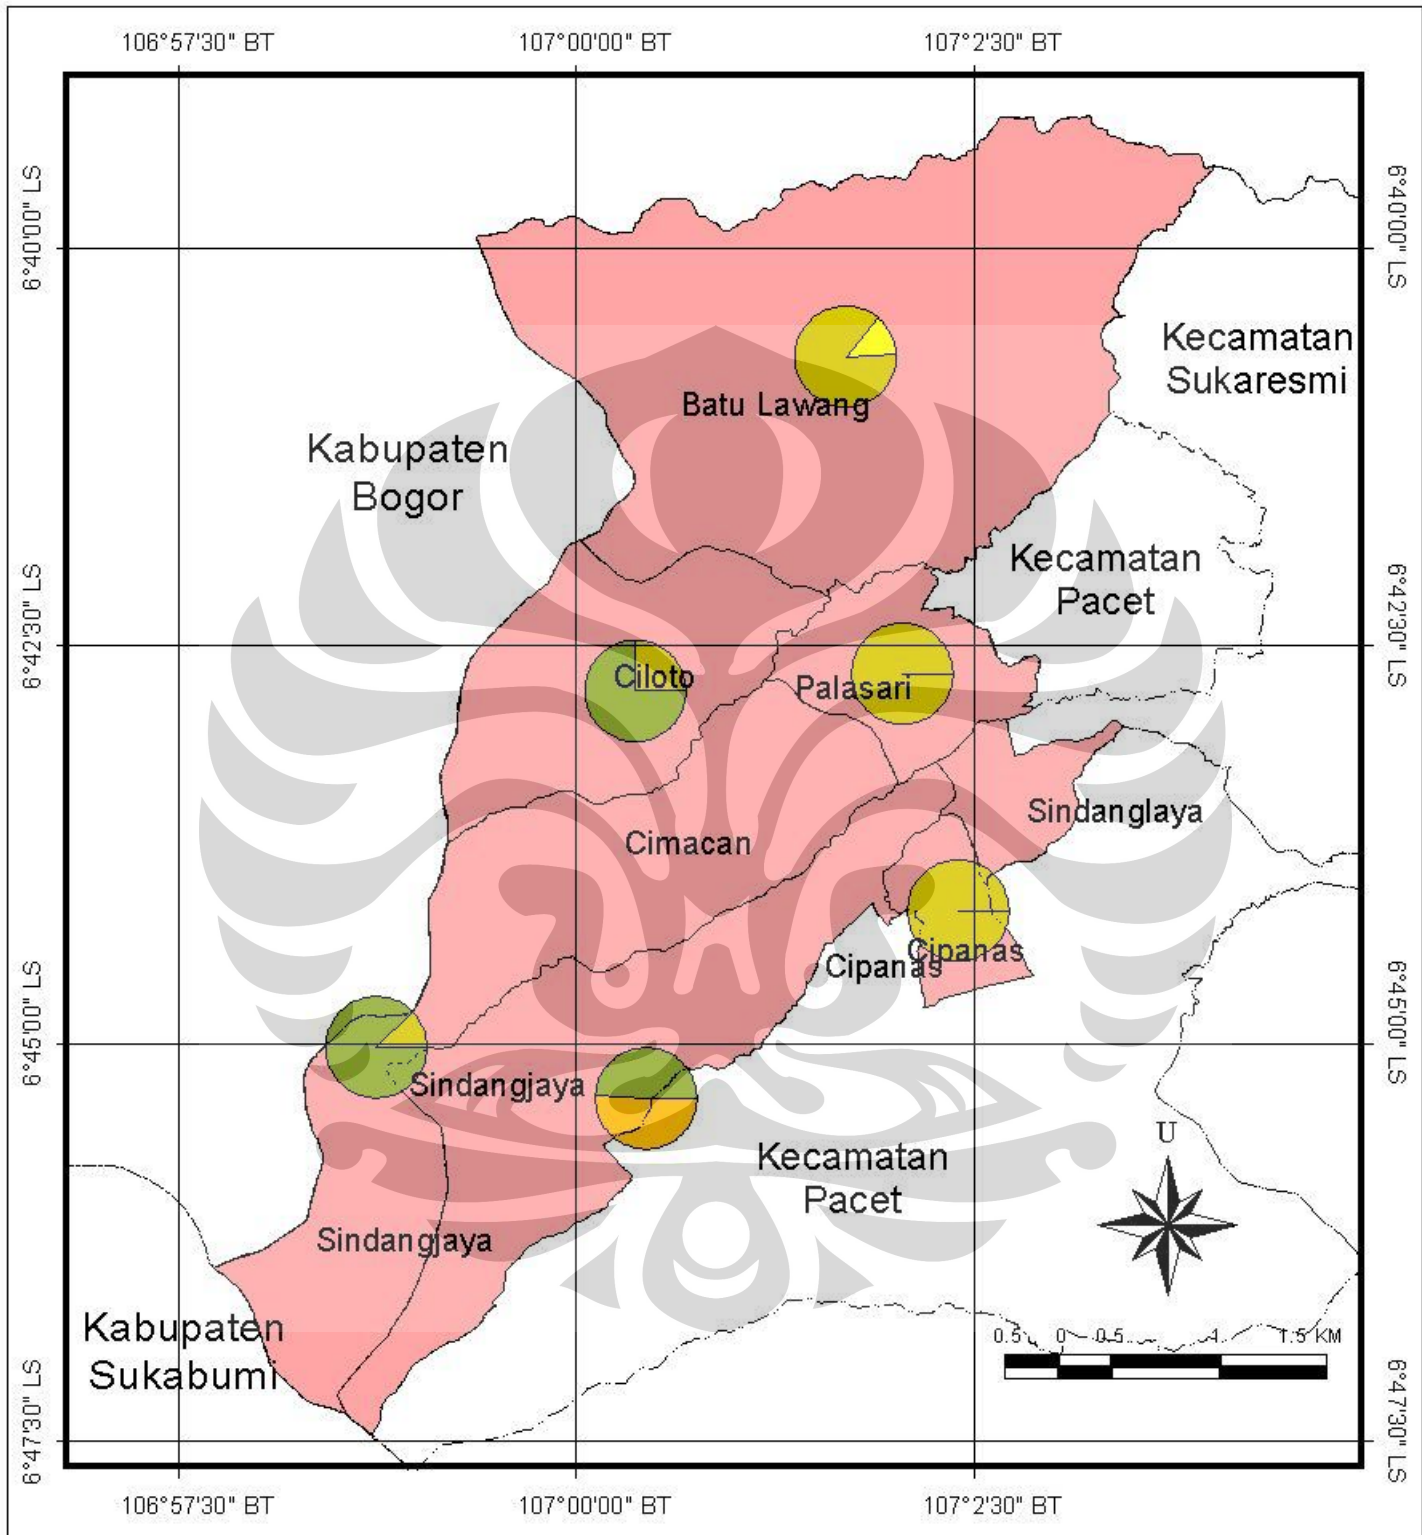 106°57'30" BT
107°00'00" BT
107°2'30" BT
6°40'00" LS
6°40'00" LS
Kecamatan
Sukaresmi
Batu Lawang
Kabupaten
Bogor
Kecamatan
Pacet
6°42'30" LS
6°42'30" LS
Ciloto
Palasari
Sindanglaya
Cimacan
Cipanas
Cipanas
6°45'00" LS
6°45'00" LS
Sindangjaya
Kecamatan
Pacet
U
Sindangjaya
Kabupaten
Sukabumi
0.5 0 0.5 1 1.5 KM
6°47'30" LS
6°47'30" LS
106°57'30" BT
107°00'00" BT
107°2'30" BT